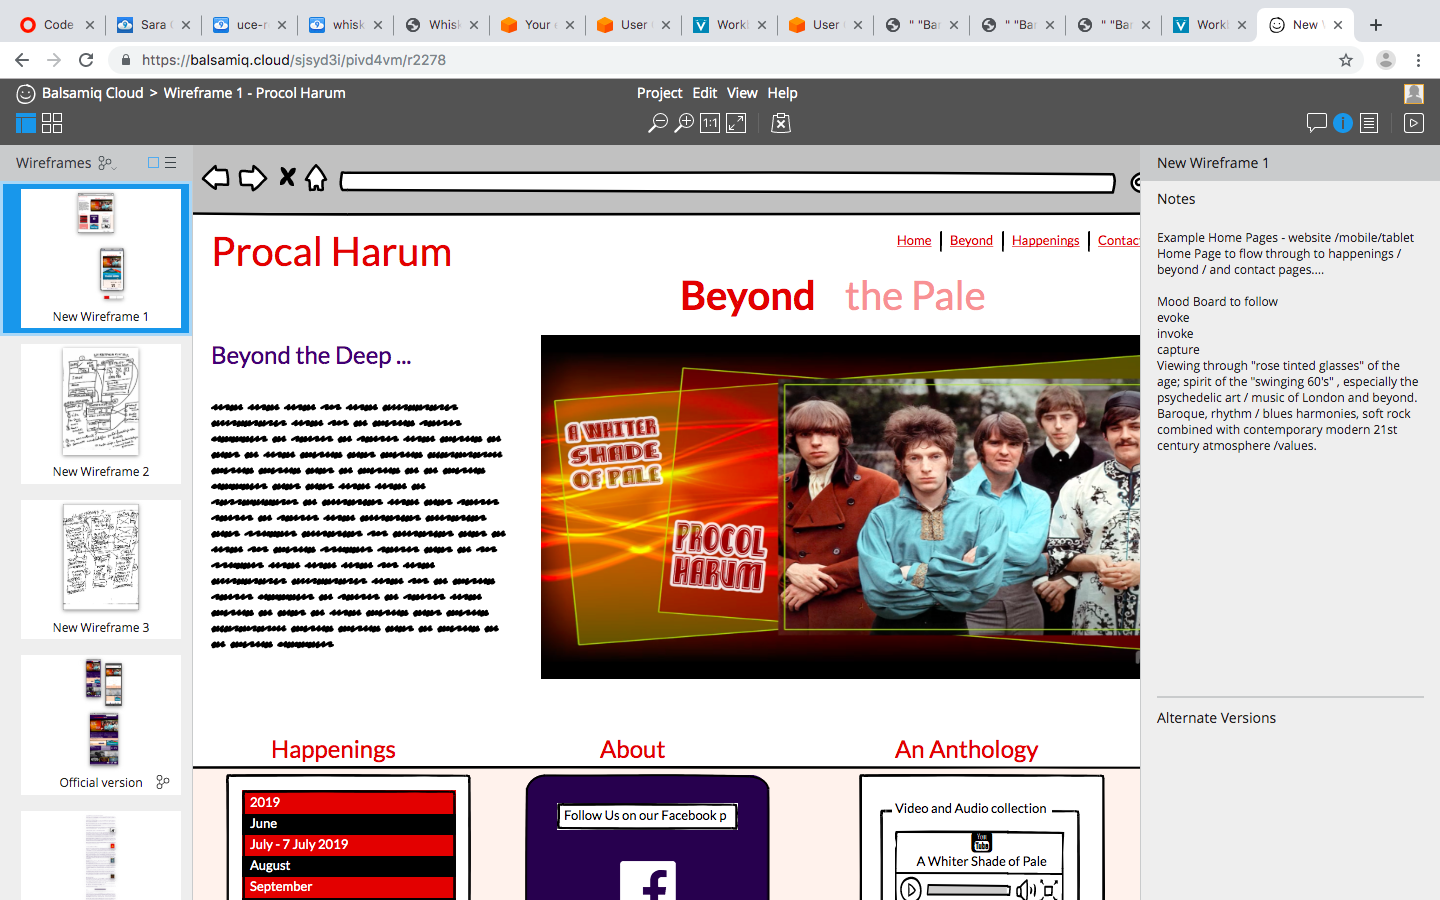 Code
Sara
uce-r
whisk
Whisk
Your
User
Workb
User
" "Bar
" "Bar
" "Bar
Workb
New
https://balsamiq.cloud/sjsyd3i/pivd4vm/r2278
Balsamiq Cloud > Wireframe 1 - Procol Harum
Project Edit View Help
1:1
Wireframes
New Wireframe 1
New Wireframe 2
New Wireframe 3
Official version
Procal Harum
Home
Beyond
Happenings
Contac
Beyond the Pale
Beyond the Deep ...
A WHITER
SHADE
OF PALE
PROCOL
HARUM
Happenings
About
An Anthology
2019
June
July - 7 July 2019
August
September
Follow Us on our Facebook p
Video and Audio collection
You
Tube
A Whiter Shade of Pale
New Wireframe 1
Notes
Example Home Pages - website /mobile/tablet
Home Page to flow through to happenings /
beyond / and contact pages....
Mood Board to follow
evoke
invoke
capture
Viewing through "rose tinted glasses" of the
age; spirit of the "swinging 60's" , especially the
psychedelic art / music of London and beyond.
Baroque, rhythm / blues harmonies, soft rock
combined with contemporary modern 21st
century atmosphere /values.
Alternate Versions